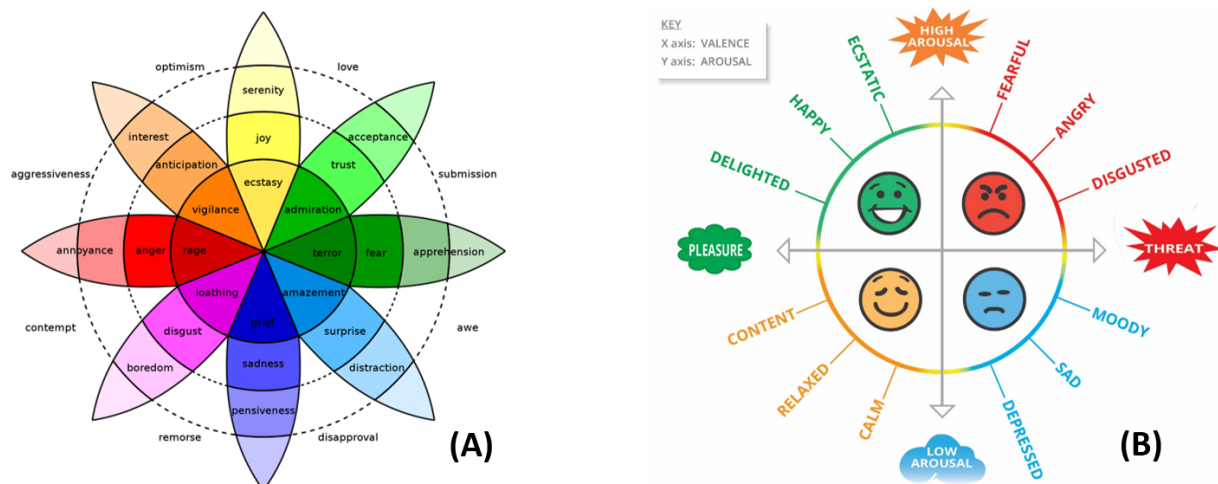 optimism
love
serenity
interest
joy
acceptance
anticipation
trust
aggressiveness
submission
ecstasy
vigilance
admiration
annoyance
anger
rage
terror
fear
apprehension
loathing
amazement
contempt
disgust
grief
surprise
awe
boredom
sadness
distraction
pensiveness
remorse
disapproval
(A)
KEY
X axis: VALENCE
Y axis: AROUSAL
HIGH
AROUSAL
ECSTATIC
FEARFUL
HAPPY
ANGRY
DELIGHTED
DISGUSTED
PLEASURE
THREAT
CONTENT
MOODY
RELAXED
SAD
CALM
DEPRESSED
LOW
AROUSAL
(B)